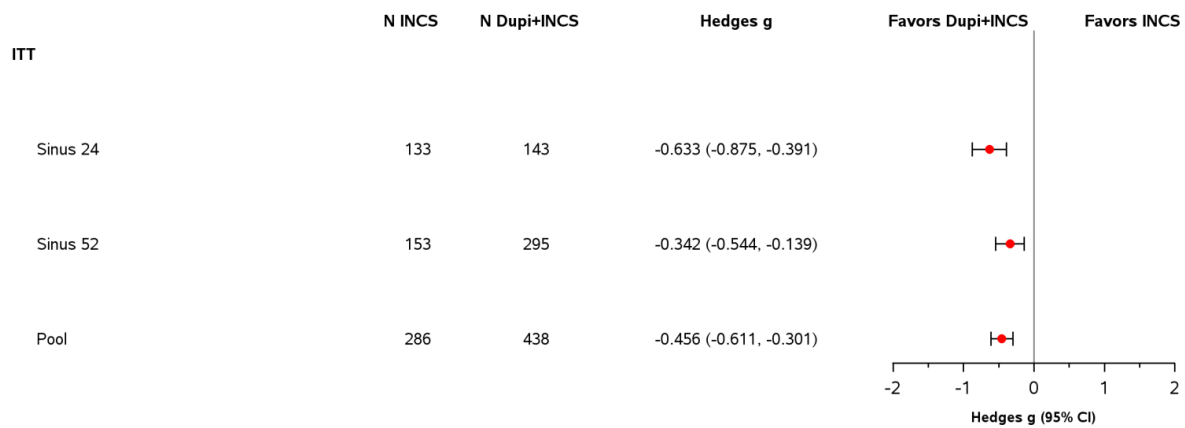 N INCS N Dupi+INCS Hedges g Favors Dupi+INCS Favors INCS
ITT
Sinus 24 133 143 -0.633 (-0.875, -0.391)
Sinus 52 153 295 -0.342 (-0.544, -0.139)
Pool 286 438 -0.456 (-0.611, -0.301)
-2 -1 0 1 2
Hedges g (95% CI)